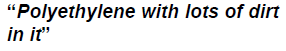 “Polyethylene with lots of dirt
in it”